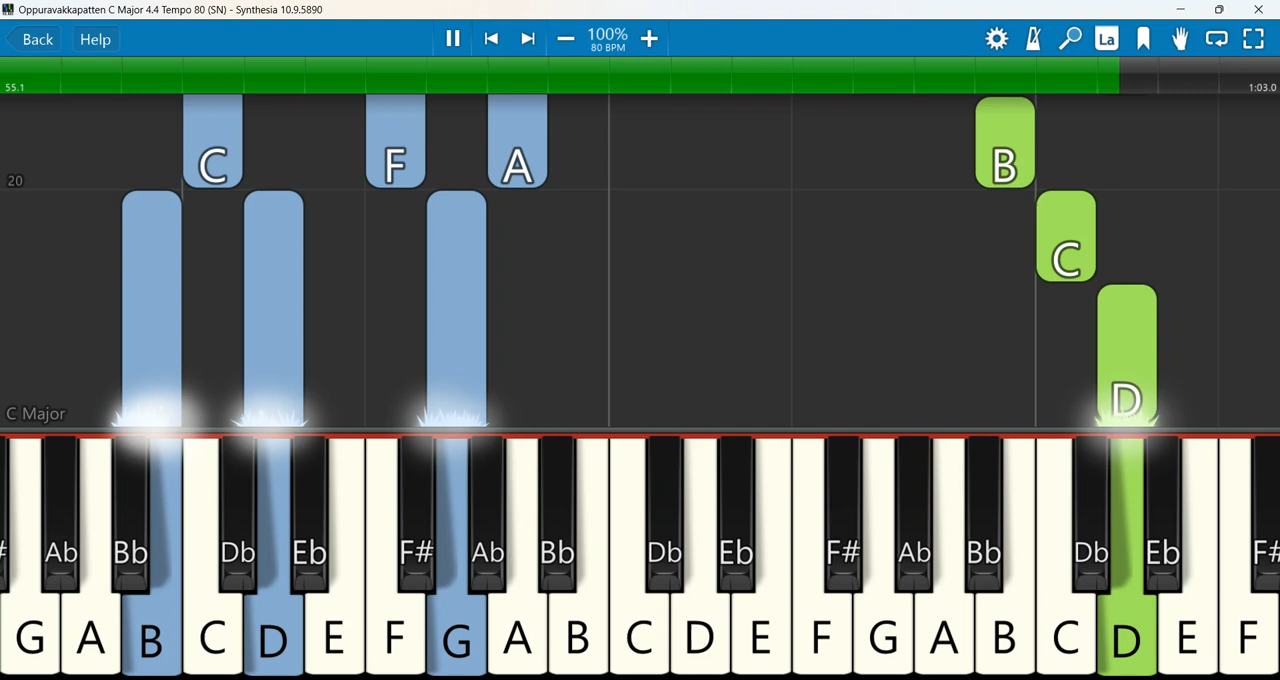 Oppuravakkapatten C Major 4.4 Tempo 80 (SN) - Synthesia 10.9.5890
Back Help 100% La
80 BPM
55.1 1:03.0
C F A B
20
C
D
C Major
F# Ab Bb Db Eb F# Ab Bb Db Eb F# Ab Bb Db Eb F#
G A B C D E F G A B C D E F G A B C D E F